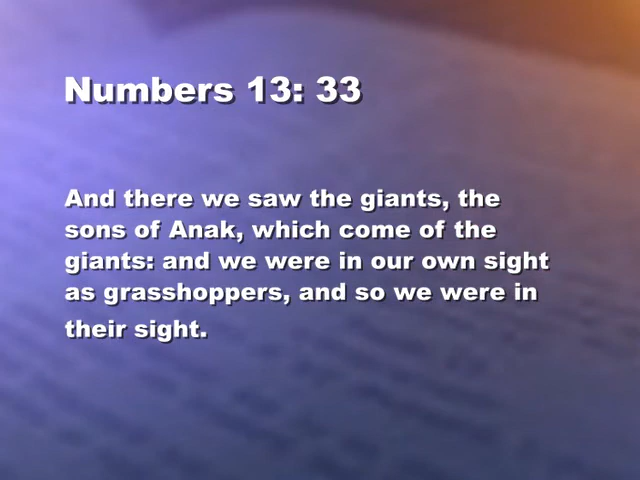 Numbers 13: 33
And there we saw the giants, the
sons of Anak, which come of the
giants: and we were in our own sight
as grasshoppers, and so we were in
their sight.